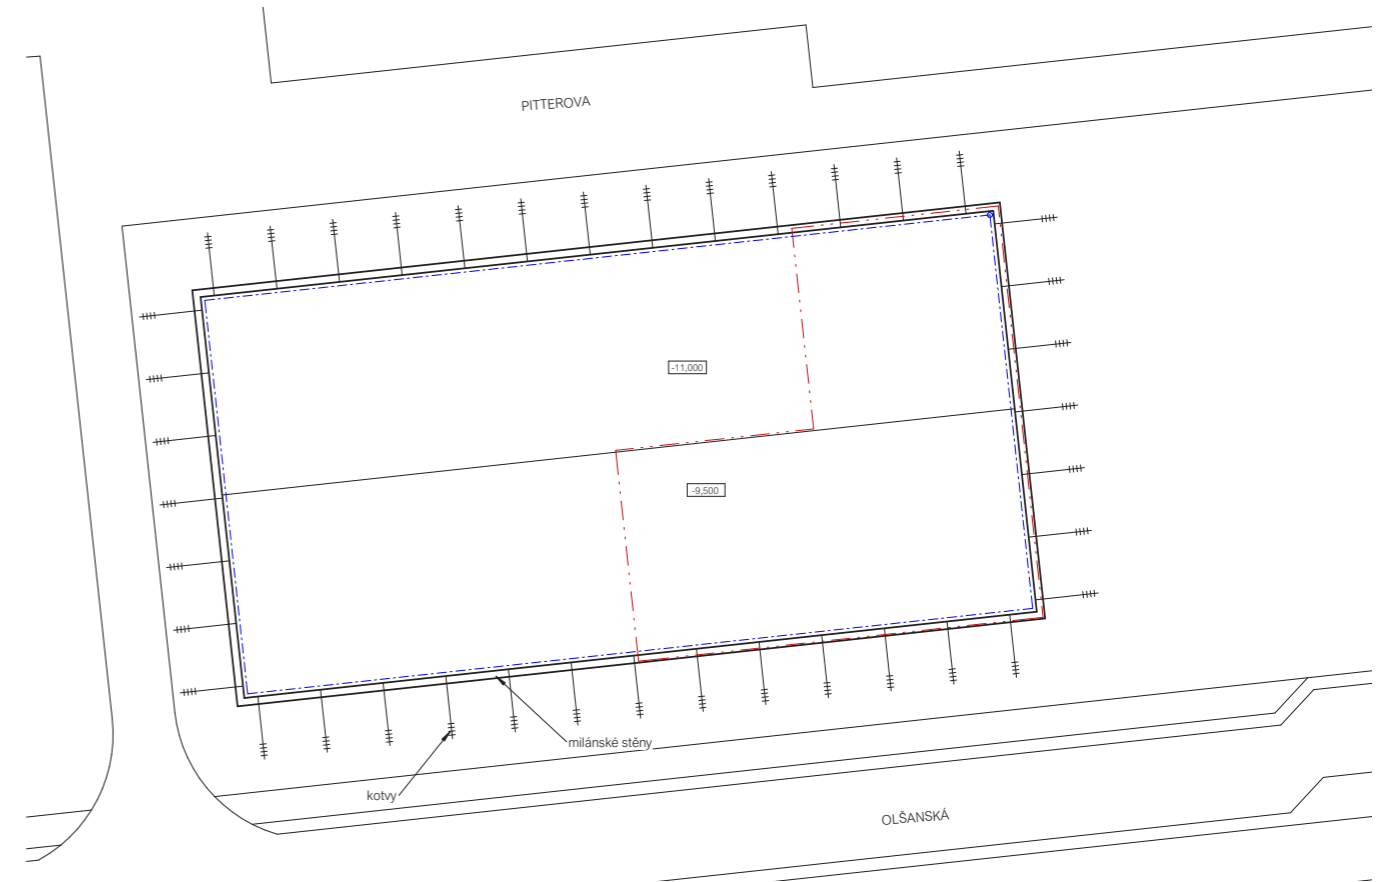 PITTEROVA
-11,000
-9,500
milánské stěny
kotvy
OLŠANSKÁ